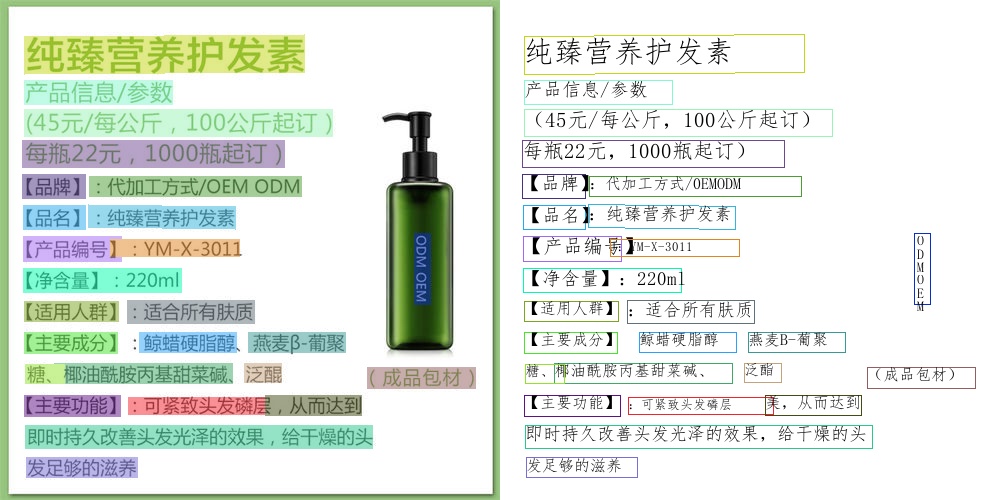 纯臻营养护发素
产品信息/参数
(45元/每公斤，100公斤起订）
每瓶22元，1000瓶起订）
【品牌】：代加工方式/OEM ODM
【品名】：纯臻营养护发素
【产品编号】：YM-X-3011
【净含量】：220ml
【适用人群】：适合所有肤质
【主要成分】：鲸蜡硬脂醇、燕麦β-葡聚
糖、椰油酰胺丙基甜菜碱、泛醌
【主要功能】：可紧致头发磷层，从而达到
即时持久改善头发光泽的效果，给干燥的头
发足够的滋养
ODM OEM
（成品包材）
纯臻营养护发素
产品信息/参数
（45元/每公斤，100公斤起订）
每瓶22元，1000瓶起订）
【品牌】：代加工方式/OEMODM
【品名】：纯臻营养护发素
【产品编号】：YM-X-3011
【净含量】：220ml
【适用人群】：适合所有肤质
【主要成分】 鲸蜡硬脂醇 燕麦B-葡聚
糖、椰油酰胺丙基甜菜碱、泛酯
【主要功能】：可紧致头发磷层 美，从而达到
即时持久改善头发光泽的效果，给干燥的头
发足够的滋养
ODMOEM
（成品包材）